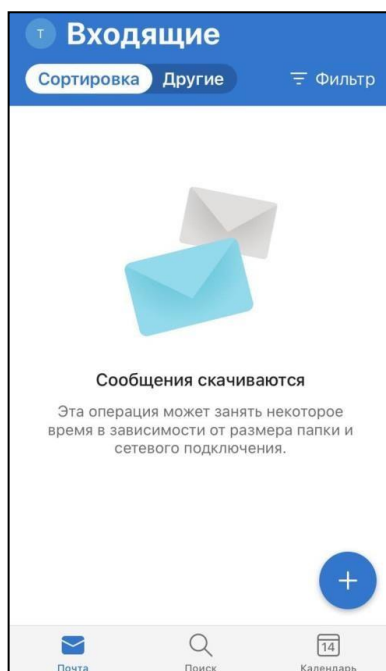 Т
Входящие
Сортировка Другие Фильтр
Сообщения скачиваются
Эта операция может занять некоторое
время в зависимости от размера папки и
сетевого подключения.
+
14
Почта Поиск Календарь